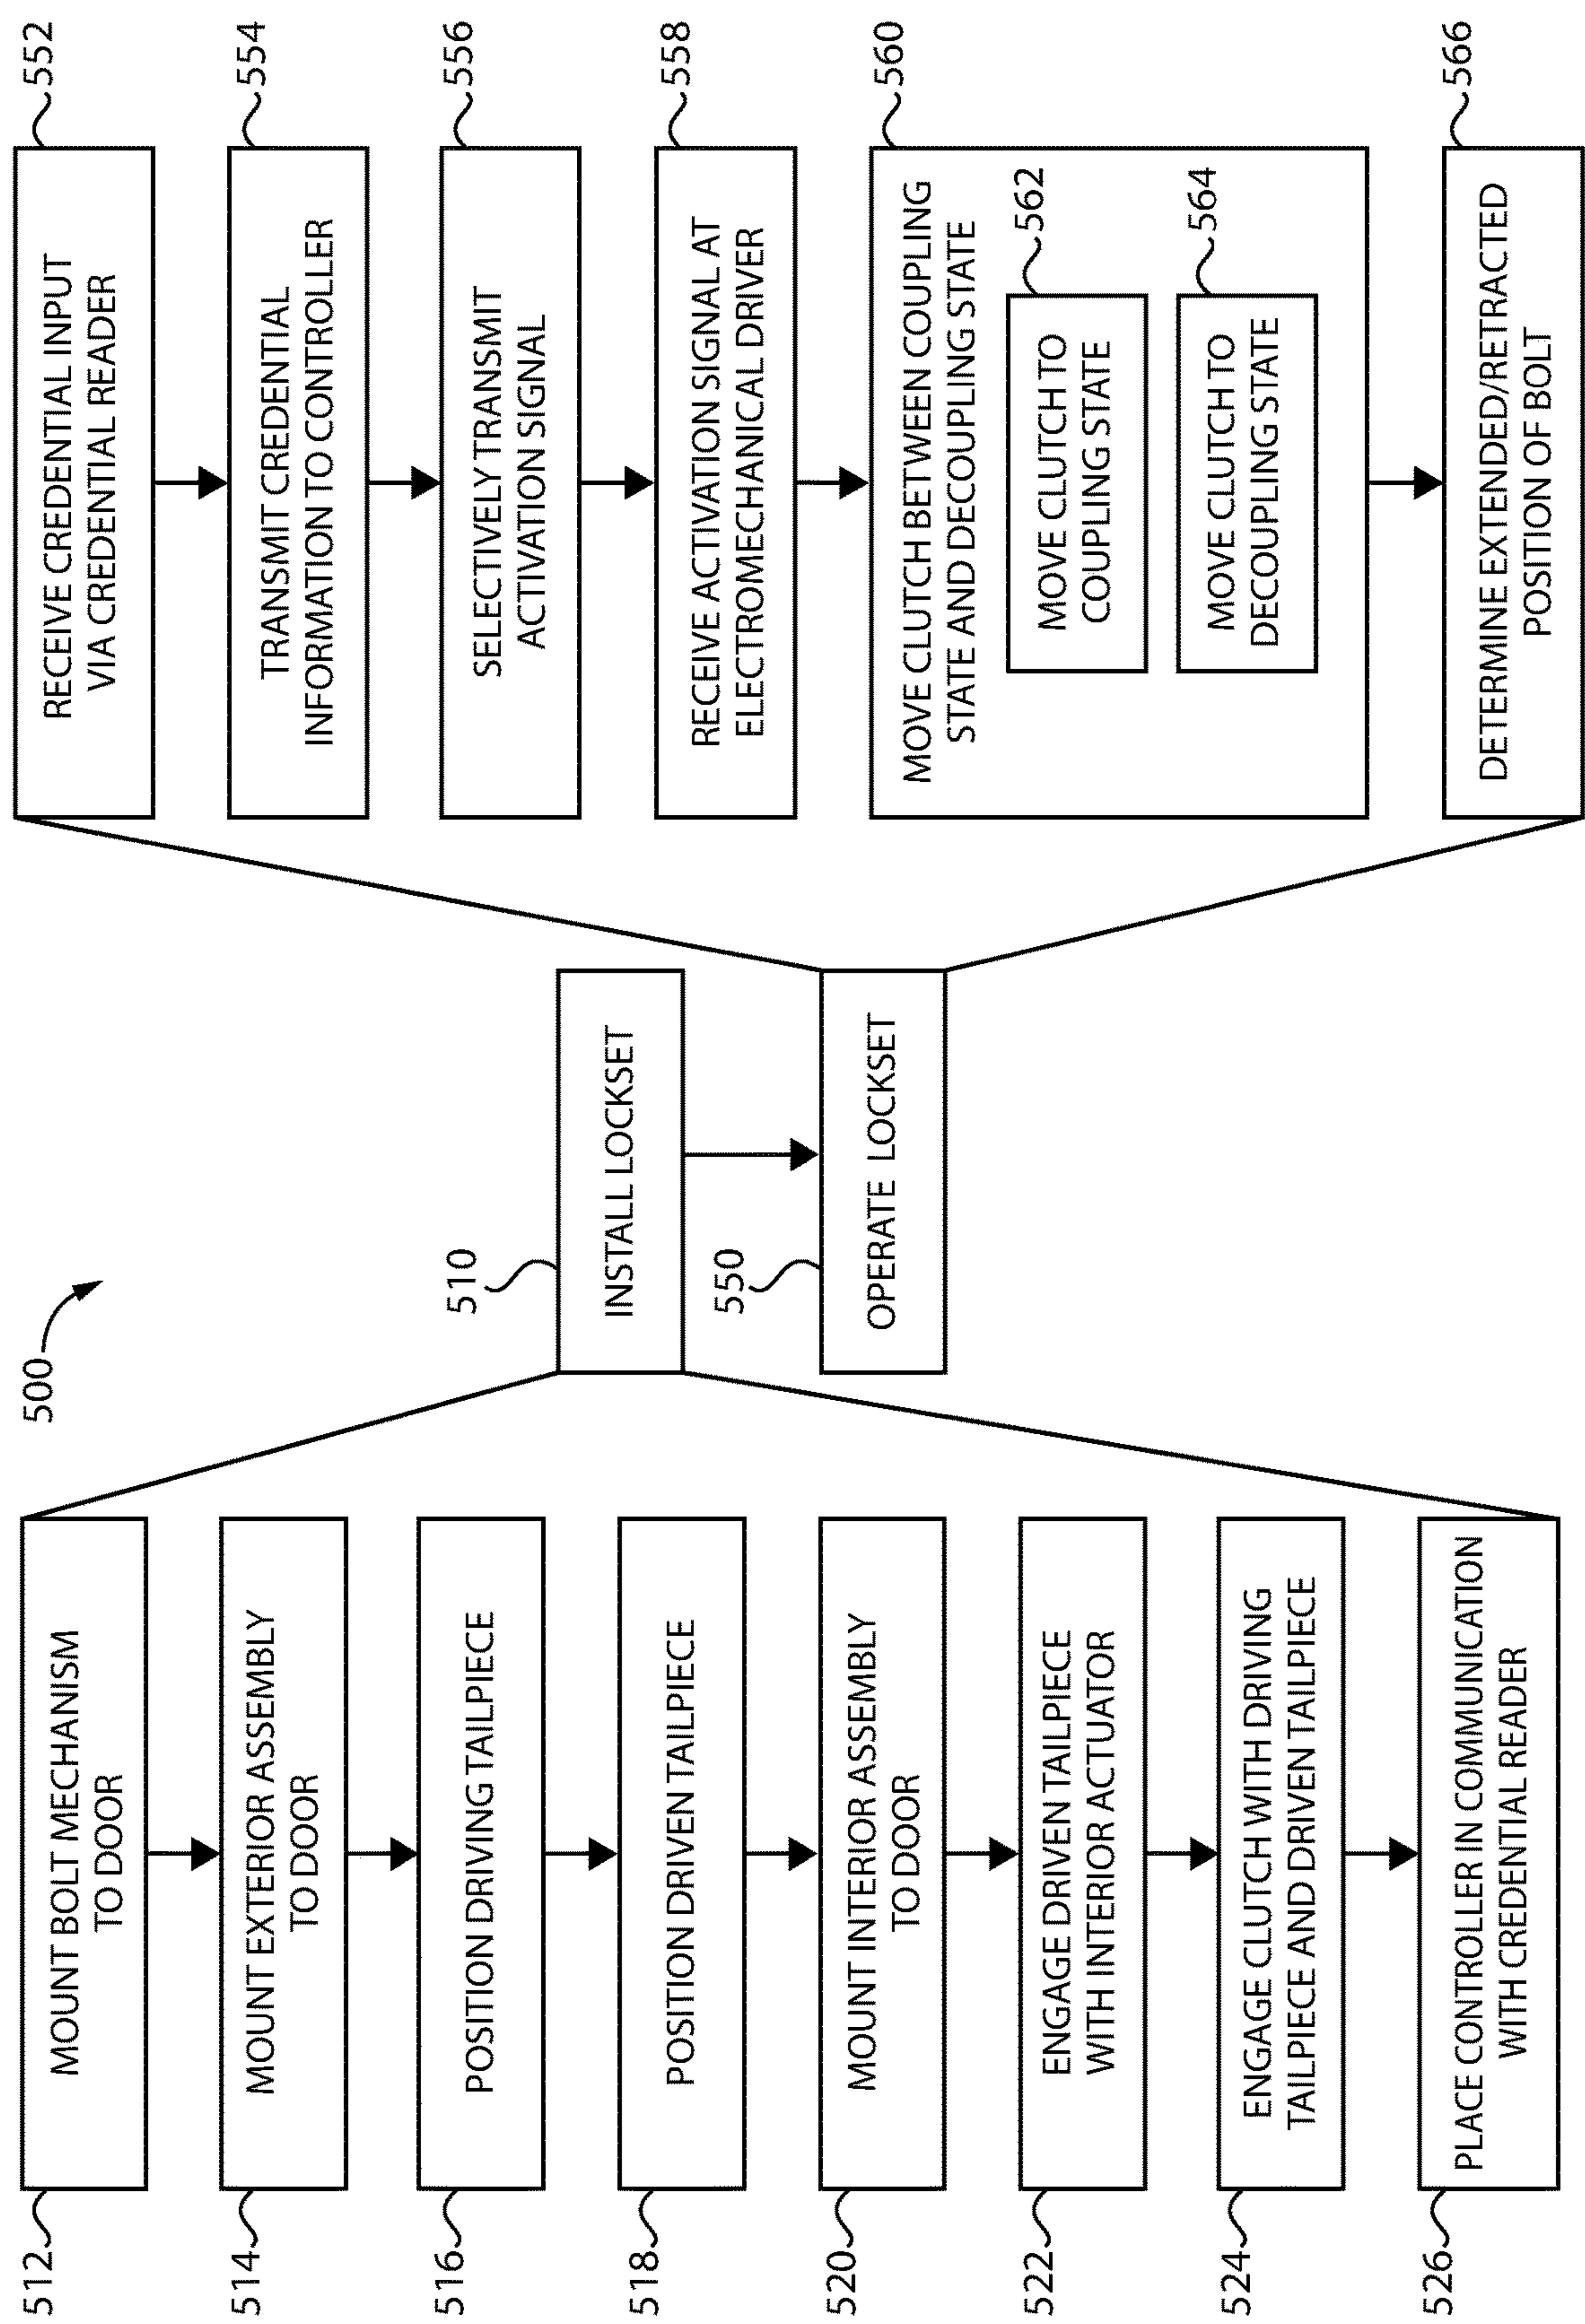 500
512
MOUNT BOLT MECHANISM
TO DOOR
514
MOUNT EXTERIOR ASSEMBLY
TO DOOR
516
POSITION DRIVING TAILPIECE
518
POSITION DRIVEN TAILPIECE
520
MOUNT INTERIOR ASSEMBLY
TO DOOR
522
ENGAGE DRIVEN TAILPIECE
WITH INTERIOR ACTUATOR
524
ENGAGE CLUTCH WITH DRIVING
TAILPIECE AND DRIVEN TAILPIECE
526
PLACE CONTROLLER IN COMMUNICATION
WITH CREDENTIAL READER
510
INSTALL LOCKSET
550
OPERATE LOCKSET
552
RECEIVE CREDENTIAL INPUT
VIA CREDENTIAL READER
554
TRANSMIT CREDENTIAL
INFORMATION TO CONTROLLER
556
SELECTIVELY TRANSMIT
ACTIVATION SIGNAL
558
RECEIVE ACTIVATION SIGNAL AT
ELECTROMECHANICAL DRIVER
560
MOVE CLUTCH BETWEEN COUPLING
STATE AND DECOUPLING STATE
562
MOVE CLUTCH TO
COUPLING STATE
564
MOVE CLUTCH TO
DECOUPLING STATE
566
DETERMINE EXTENDED/RETRACTED
POSITION OF BOLT